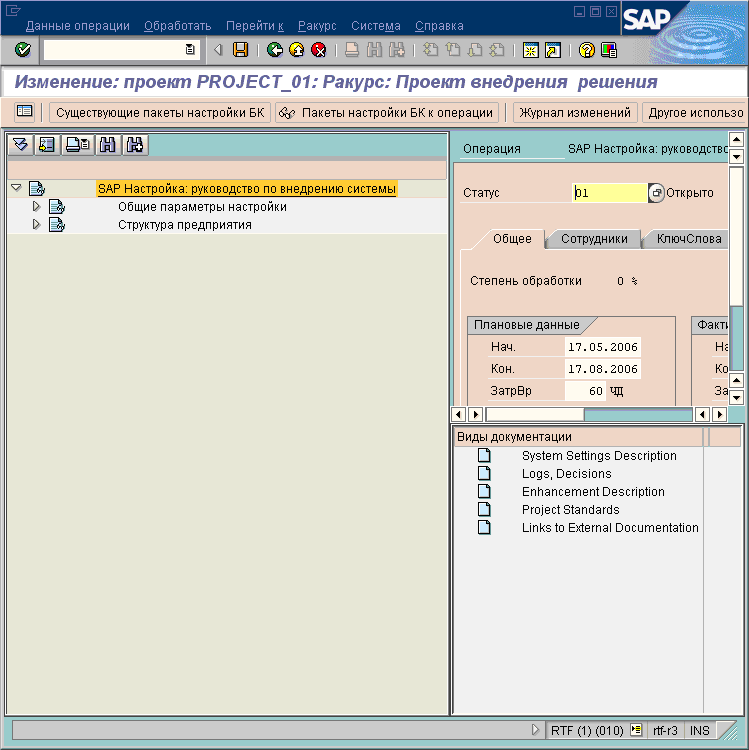 Данные операции Обработать Перейти к Ракурс Система Справка
SAP
Изменение: проект PROJECT_01: Ракурс: Проект внедрения решения
Существующие пакеты настройки БК Пакеты настройки БК к операции Журнал изменений Другое использо
SAP Настройка: руководство по внедрению системы
Общие параметры настройки
Структура предприятия
Операция SAP Настройка: руководство
Статус 01 Открыто
Общее Сотрудники КлючСлова
Степень обработки 0 %
Плановые данные Факти
Нач. 17.05.2006 На
Кон. 17.08.2006 Ко
ЗатрВр 60 ЧД За
Виды документации
System Settings Description
Logs, Decisions
Enhancement Description
Project Standards
Links to External Documentation
RTF (1) (010) rtf-r3 INS